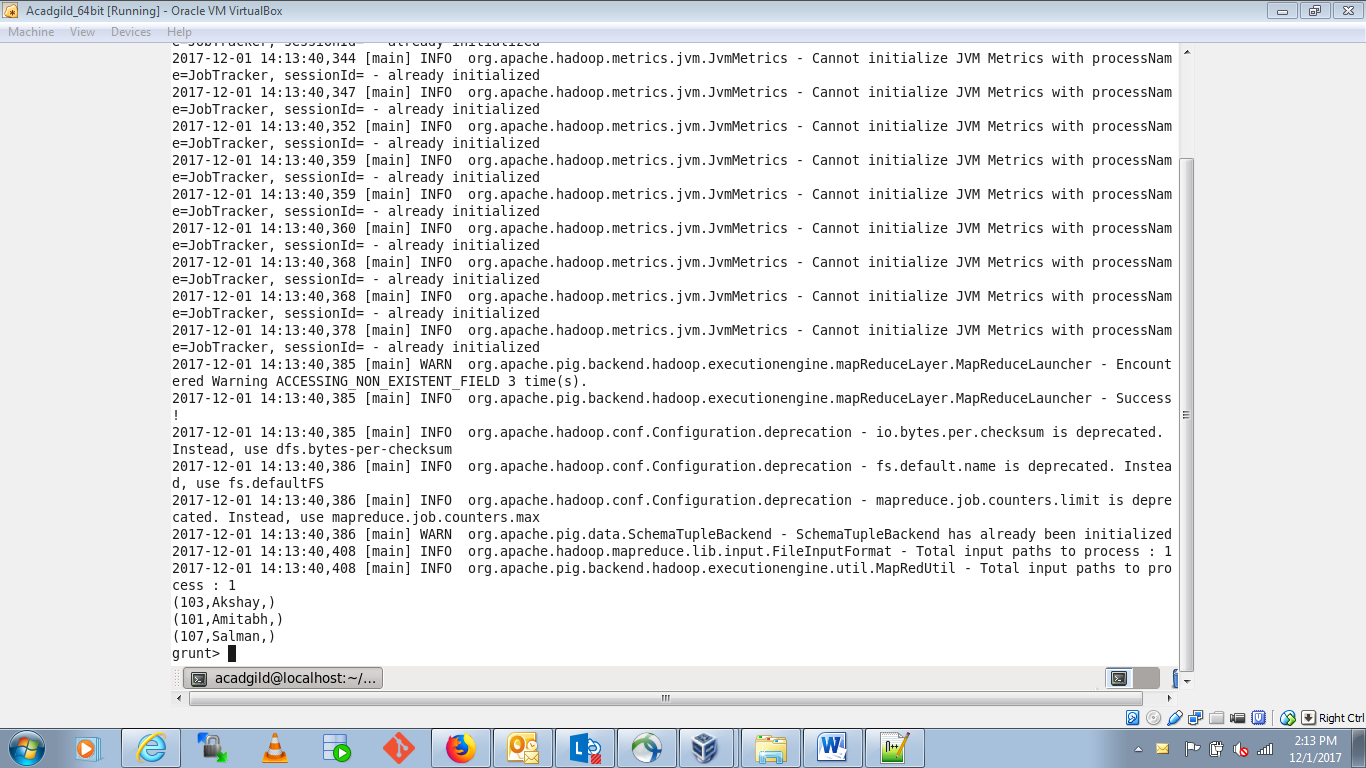 Acadgild_64bit [Running] - Oracle VM VirtualBox
Machine View Devices Help
e=JobTracker, sessionId= - already initialized
2017-12-01 14:13:40,344 [main] INFO  org.apache.hadoop.metrics.jvm.JvmMetrics - Cannot initialize JVM Metrics with processNam
e=JobTracker, sessionId= - already initialized
2017-12-01 14:13:40,347 [main] INFO  org.apache.hadoop.metrics.jvm.JvmMetrics - Cannot initialize JVM Metrics with processNam
e=JobTracker, sessionId= - already initialized
2017-12-01 14:13:40,352 [main] INFO  org.apache.hadoop.metrics.jvm.JvmMetrics - Cannot initialize JVM Metrics with processNam
e=JobTracker, sessionId= - already initialized
2017-12-01 14:13:40,359 [main] INFO  org.apache.hadoop.metrics.jvm.JvmMetrics - Cannot initialize JVM Metrics with processNam
e=JobTracker, sessionId= - already initialized
2017-12-01 14:13:40,359 [main] INFO  org.apache.hadoop.metrics.jvm.JvmMetrics - Cannot initialize JVM Metrics with processNam
e=JobTracker, sessionId= - already initialized
2017-12-01 14:13:40,360 [main] INFO  org.apache.hadoop.metrics.jvm.JvmMetrics - Cannot initialize JVM Metrics with processNam
e=JobTracker, sessionId= - already initialized
2017-12-01 14:13:40,368 [main] INFO  org.apache.hadoop.metrics.jvm.JvmMetrics - Cannot initialize JVM Metrics with processNam
e=JobTracker, sessionId= - already initialized
2017-12-01 14:13:40,368 [main] INFO  org.apache.hadoop.metrics.jvm.JvmMetrics - Cannot initialize JVM Metrics with processNam
e=JobTracker, sessionId= - already initialized
2017-12-01 14:13:40,378 [main] INFO  org.apache.hadoop.metrics.jvm.JvmMetrics - Cannot initialize JVM Metrics with processNam
e=JobTracker, sessionId= - already initialized
2017-12-01 14:13:40,385 [main] WARN  org.apache.pig.backend.hadoop.executionengine.mapReduceLayer.MapReduceLauncher - Encount
ered Warning ACCESSING_NON_EXISTENT_FIELD 3 time(s).
2017-12-01 14:13:40,385 [main] INFO  org.apache.pig.backend.hadoop.executionengine.mapReduceLayer.MapReduceLauncher - Success
!
2017-12-01 14:13:40,385 [main] INFO  org.apache.hadoop.conf.Configuration.deprecation - io.bytes.per.checksum is deprecated.
Instead, use dfs.bytes-per-checksum
2017-12-01 14:13:40,386 [main] INFO  org.apache.hadoop.conf.Configuration.deprecation - fs.default.name is deprecated. Instea
d, use fs.defaultFS
2017-12-01 14:13:40,386 [main] INFO  org.apache.hadoop.conf.Configuration.deprecation - mapreduce.job.counters.limit is depre
cated. Instead, use mapreduce.job.counters.max
2017-12-01 14:13:40,386 [main] WARN  org.apache.pig.data.SchemaTupleBackend - SchemaTupleBackend has already been initialized
2017-12-01 14:13:40,408 [main] INFO  org.apache.hadoop.mapreduce.lib.input.FileInputFormat - Total input paths to process : 1
2017-12-01 14:13:40,408 [main] INFO  org.apache.pig.backend.hadoop.executionengine.util.MapRedUtil - Total input paths to pro
cess : 1
(103,Akshay,)
(101,Amitabh,)
(107,Salman,)
grunt>
acadgild@localhost:~/...
Right Ctrl
2:13 PM
12/1/2017